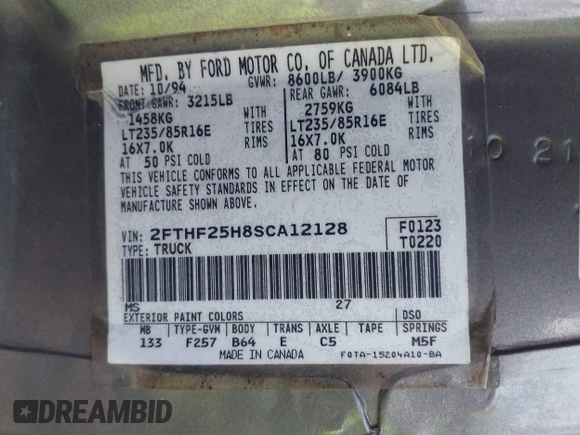 MFD. BY FORD MOTOR CO. OF CANADA LTD.
DATE: 10/94 GVWR: 8600LB/ 3900KG
FRONT GAWR: 3215LB REAR GAWR: 6084LB
1458KG WITH 2759KG WITH
LT235/85R16E TIRES LT235/85R16E TIRES
16X7.0K RIMS 16X7.0K RIMS
AT 50 PSI COLD AT 80 PSI COLD
THIS VEHICLE CONFORMS TO ALL APPLICABLE FEDERAL MOTOR
VEHICLE SAFETY STANDARDS IN EFFECT ON THE DATE OF
MANUFACTURE SHOWN ABOVE.
VIN: 2FTHF25H8SCA12128 F0123
TYPE: TRUCK T0220
MS 27
EXTERIOR PAINT COLORS DSO
WB TYPE-GVW BODY TRANS AXLE TAPE SPRINGS
133 F257 B64 E C5 M5F
MADE IN CANADA F0TA-15204A10-BA
DREAMBID